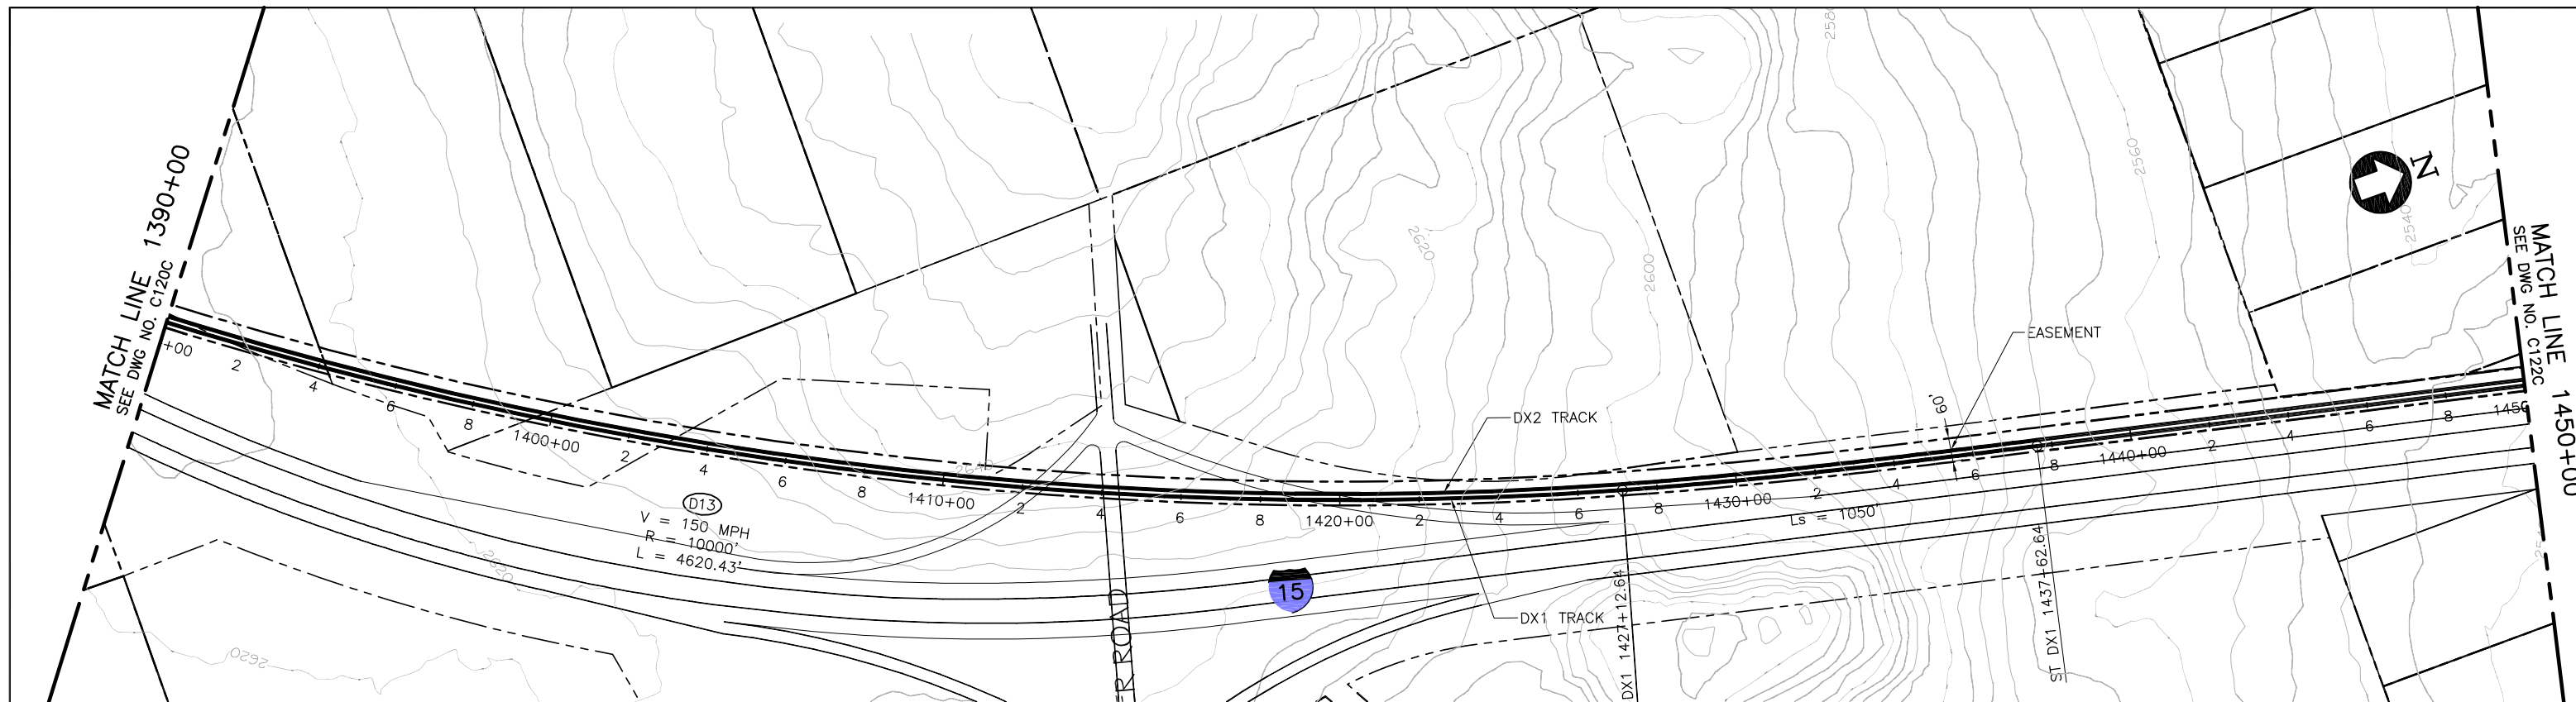 MATCH LINE 1390+00
SEE DWG NO. C120C
+00
2
4
6
8
1400+00
2
4
6
8
1410+00
2
4
6
8
1420+00
2
4
6
8
1430+00
2
4
6
8
1440+00
2
4
6
8
1450
D13
V = 150 MPH
R = 10000'
L = 4620.43'
2640
2620
2620
R ROAD
15
DX2 TRACK
DX1 TRACK
DX1 1427+12.64
Ls = 1050'
ST DX1 1437+62.64
60'
EASEMENT
2620
2600
2580
2560
2540
N
MATCH LINE 1450+00
SEE DWG NO. C122C